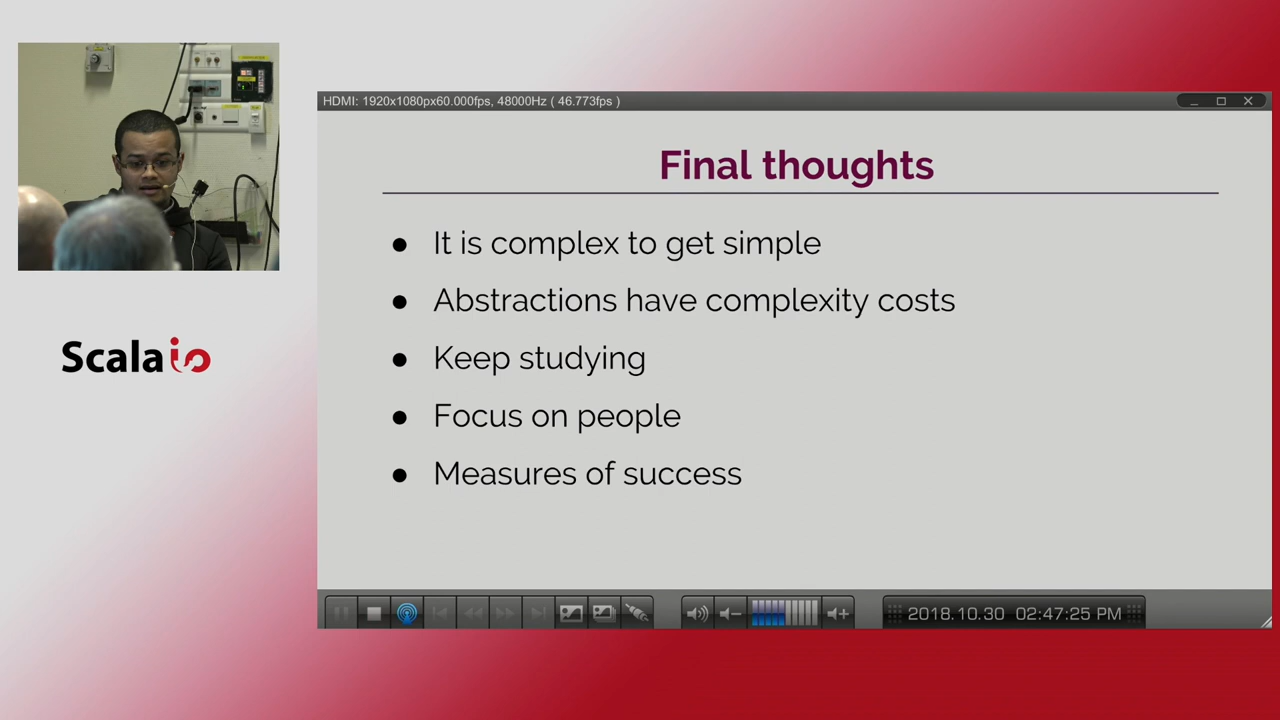 HDMI: 1920x1080px60.000fps, 48000Hz ( 46.773fps )
Final thoughts
● It is complex to get simple
● Abstractions have complexity costs
● Keep studying
● Focus on people
● Measures of success
Scala io
2018.10.30 02:47:25 PM